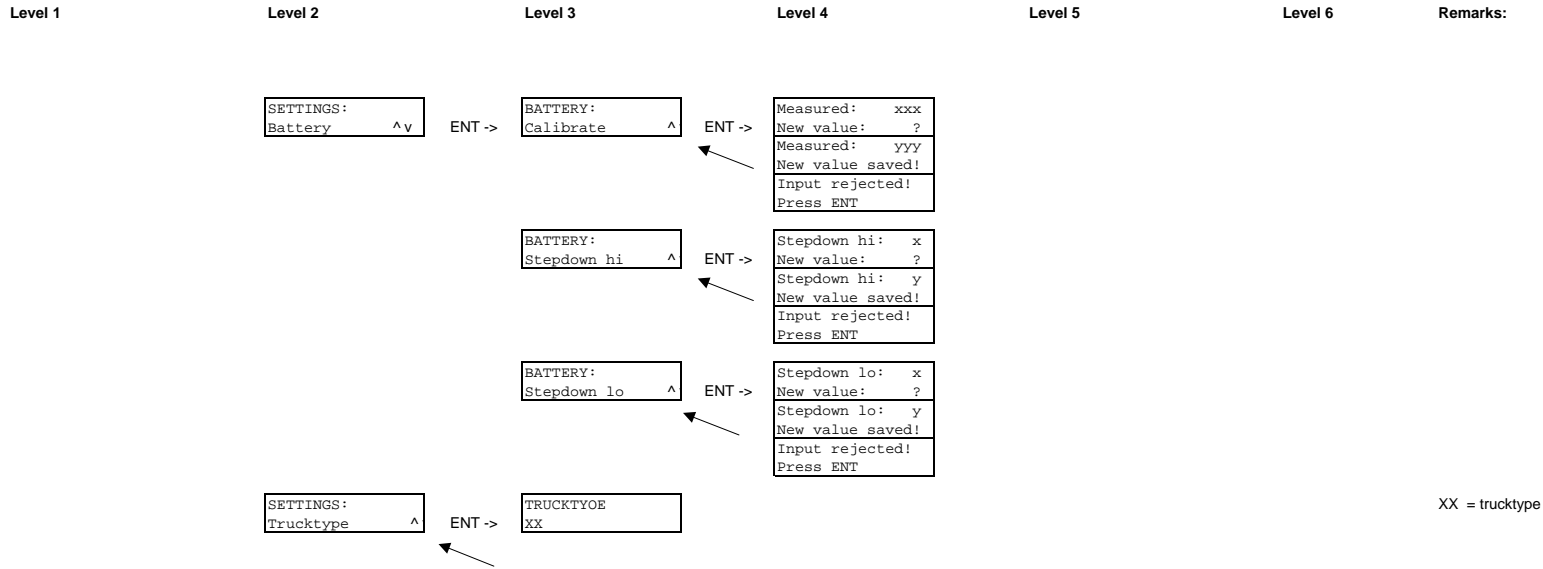 Level 1 Level 2 Level 3 Level 4 Level 5 Level 6 Remarks:
SETTINGS: BATTERY: Measured: xxx
Battery ^v ENT -> Calibrate ^ ENT -> New value: ?
Measured: yyy
New value saved!
Input rejected!
Press ENT
BATTERY: Stepdown hi: x
Stepdown hi ^ ENT -> New value: ?
Stepdown hi: y
New value saved!
Input rejected!
Press ENT
BATTERY: Stepdown lo: x
Stepdown lo ^ ENT -> New value: ?
Stepdown lo: y
New value saved!
Input rejected!
Press ENT
SETTINGS: TRUCKTYOE XX = trucktype
Trucktype ^ ENT -> XX